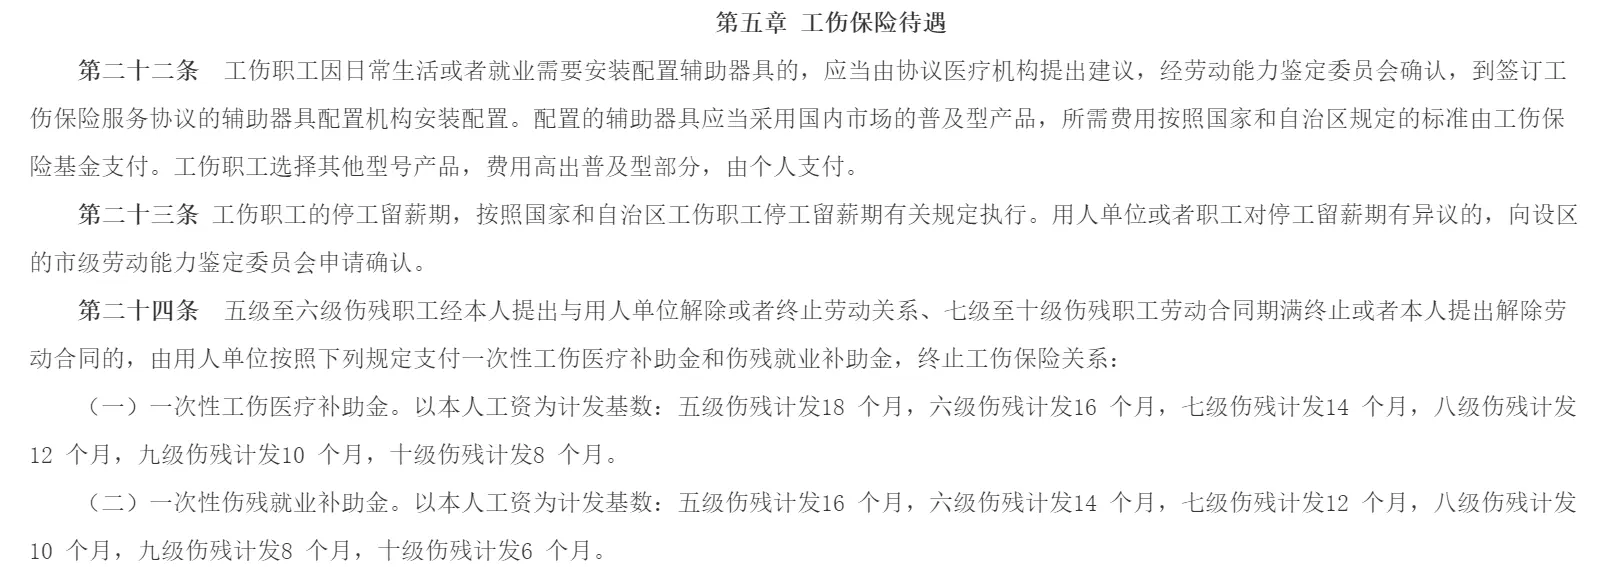 第五章 工伤保险待遇
第二十二条 工伤职工因日常生活或者就业需要安装配置辅助器具的，应当由协议医疗机构提出建议，经劳动能力鉴定委员会确认，到签订工
伤保险服务协议的辅助器具配置机构安装配置。配置的辅助器具应当采用国内市场的普及型产品，所需费用按照国家和自治区规定的标准由工伤保
险基金支付。工伤职工选择其他型号产品，费用高出普及型部分，由个人支付。
第二十三条 工伤职工的停工留薪期，按照国家和自治区工伤职工停工留薪期有关规定执行。用人单位或者职工对停工留薪期有异议的，向设区
的市级劳动能力鉴定委员会申请确认。
第二十四条 五级至六级伤残职工经本人提出与用人单位解除或者终止劳动关系、七级至十级伤残职工劳动合同期满终止或者本人提出解除劳
动合同的，由用人单位按照下列规定支付一次性工伤医疗补助金和伤残就业补助金，终止工伤保险关系：
（一）一次性工伤医疗补助金。以本人工资为计发基数：五级伤残计发18 个月，六级伤残计发16 个月，七级伤残计发14 个月，八级伤残计发
12 个月，九级伤残计发10 个月，十级伤残计发8 个月。
（二）一次性伤残就业补助金。以本人工资为计发基数：五级伤残计发16 个月，六级伤残计发14 个月，七级伤残计发12 个月，八级伤残计发
10 个月，九级伤残计发8 个月，十级伤残计发6 个月。